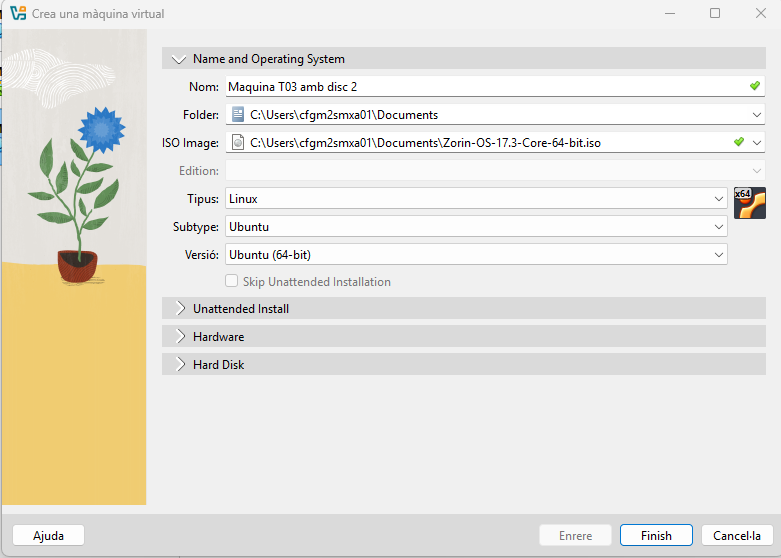 Crea una màquina virtual
Name and Operating System
Nom: Maquina T03 amb disc 2
Folder: C:\Users\cfgm2smxa01\Documents
ISO Image: C:\Users\cfgm2smxa01\Documents\Zorin-OS-17.3-Core-64-bit.iso
Edition:
Tipus: Linux
x64
Subtype: Ubuntu
Versió: Ubuntu (64-bit)
Skip Unattended Installation
Unattended Install
Hardware
Hard Disk
Ajuda
Enrere
Finish
Cancel·la